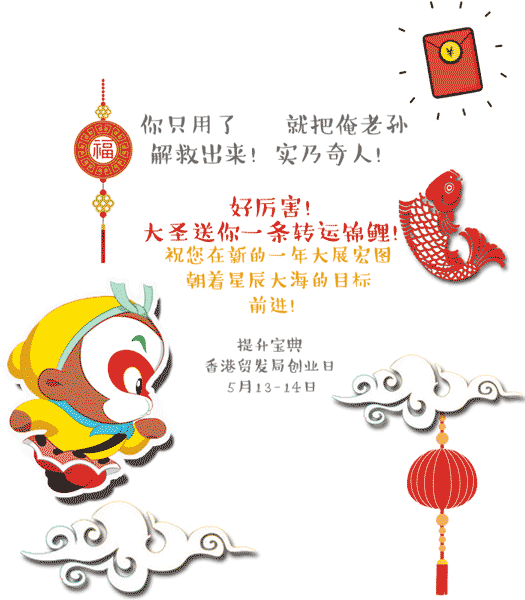 福
你只用了 就把俺老孙
解救出来! 实乃奇人!
好厉害!
大圣送你一条转运锦鲤!
祝您在新的一年大展宏图
朝着星辰大海的目标
前进!
提升宝典
香港贸发局创业日
5月13-14日
¥